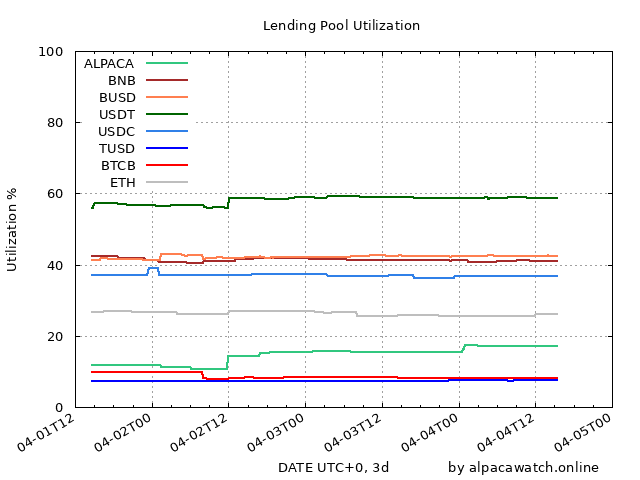 Lending Pool Utilization
100
80
60
40
20
0
Utilization %
ALPACA
BNB
BUSD
USDT
USDC
TUSD
BTCB
ETH
04-01T12
04-02T00
04-02T12
04-03T00
04-03T12
04-04T00
04-04T12
04-05T00
DATE UTC+0, 3d
by alpacawatch.online